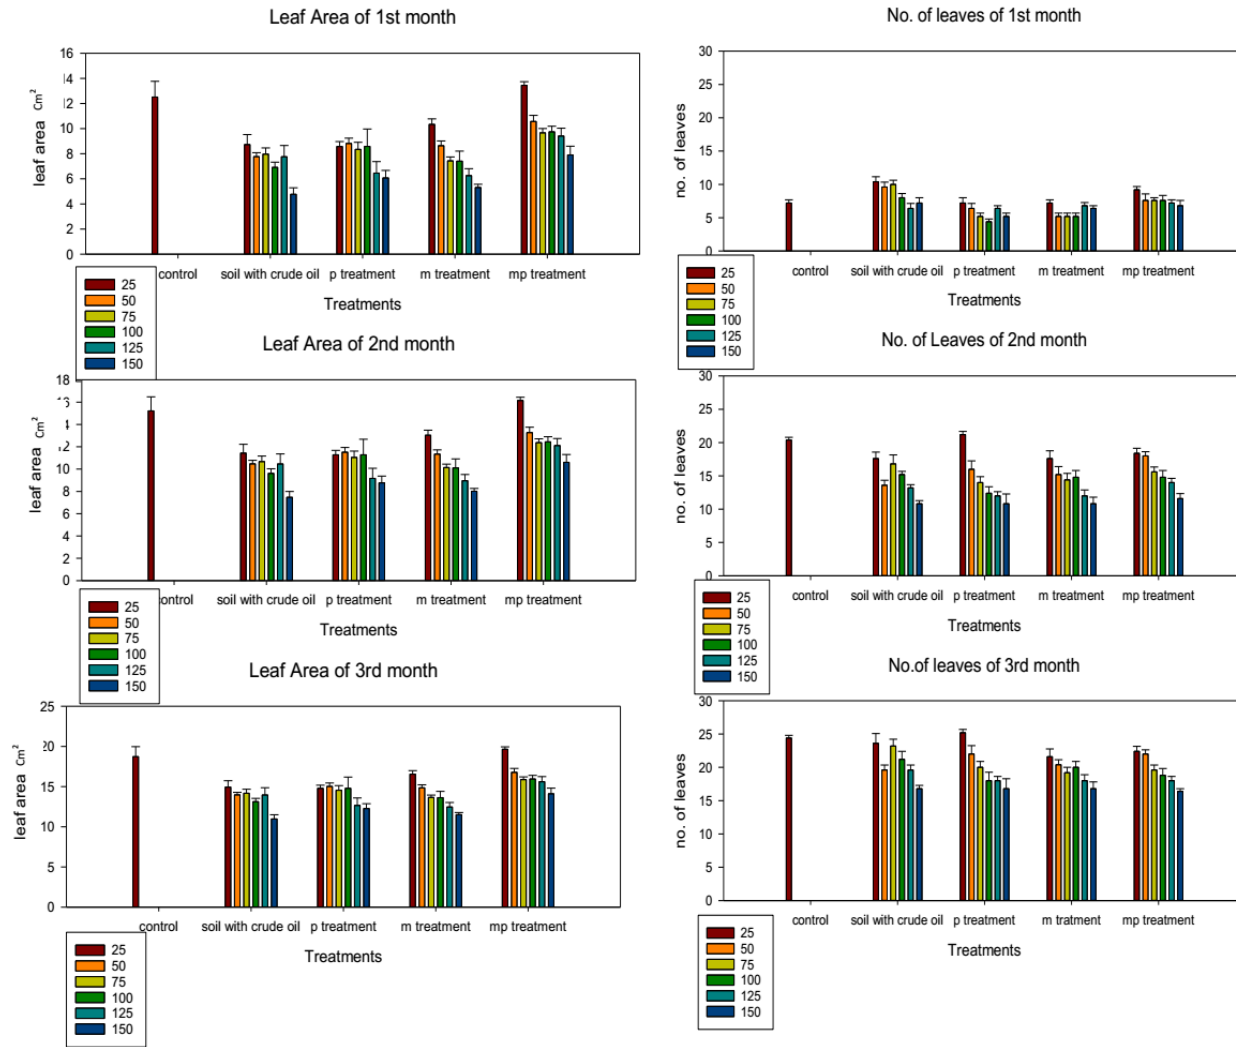 Leaf Area of 1st month
16
14
12
10
8
6
4
2
0
leaf area Cm²
control
soil with crude oil
p treatment
m treatment
mp treatment
Treatments
25
50
75
100
125
150
No. of leaves of 1st month
30
25
20
15
10
5
0
no. of leaves
control
soil with crude oil
p treatment
m treatment
mp treatment
Treatments
25
50
75
100
125
150
Leaf Area of 2nd month
18
10
8
6
4
2
0
leaf area Cm²
control
soil with crude oil
p treatment
m treatment
mp treatment
Treatments
25
50
75
100
125
150
No. of Leaves of 2nd month
30
25
20
15
10
5
0
no. of leaves
control
soil with crude oil
p treatment
m treatment
mp treatment
Treatments
25
50
75
100
125
150
Leaf Area of 3rd month
25
20
15
10
5
0
leaf area Cm²
control
soil with crude oil
p treatment
m treatment
mp treatment
Treatments
25
50
75
100
125
150
No.of leaves of 3rd month
30
25
20
15
10
5
0
no. of leaves
control
soil with crude oil
p treatment
m tratment
mp treatment
Treatments
25
50
75
100
125
150